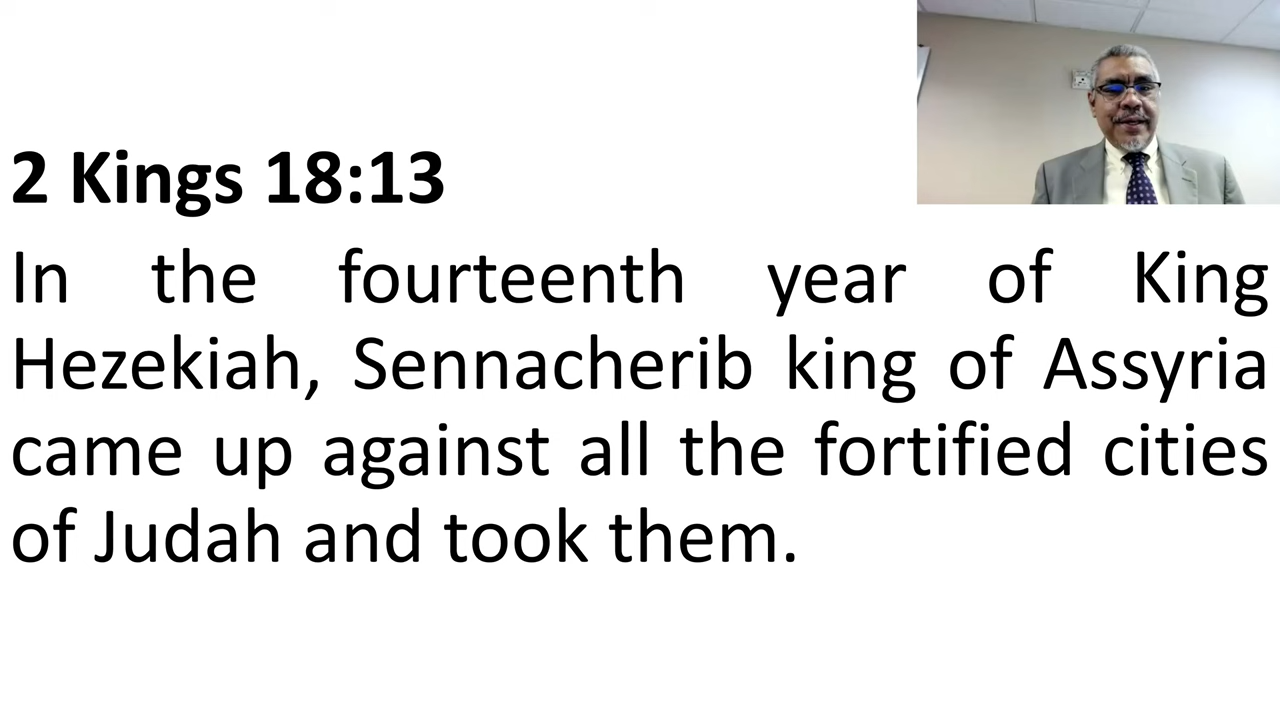 2 Kings 18:13
In the fourteenth year of King
Hezekiah, Sennacherib king of Assyria
came up against all the fortified cities
of Judah and took them.